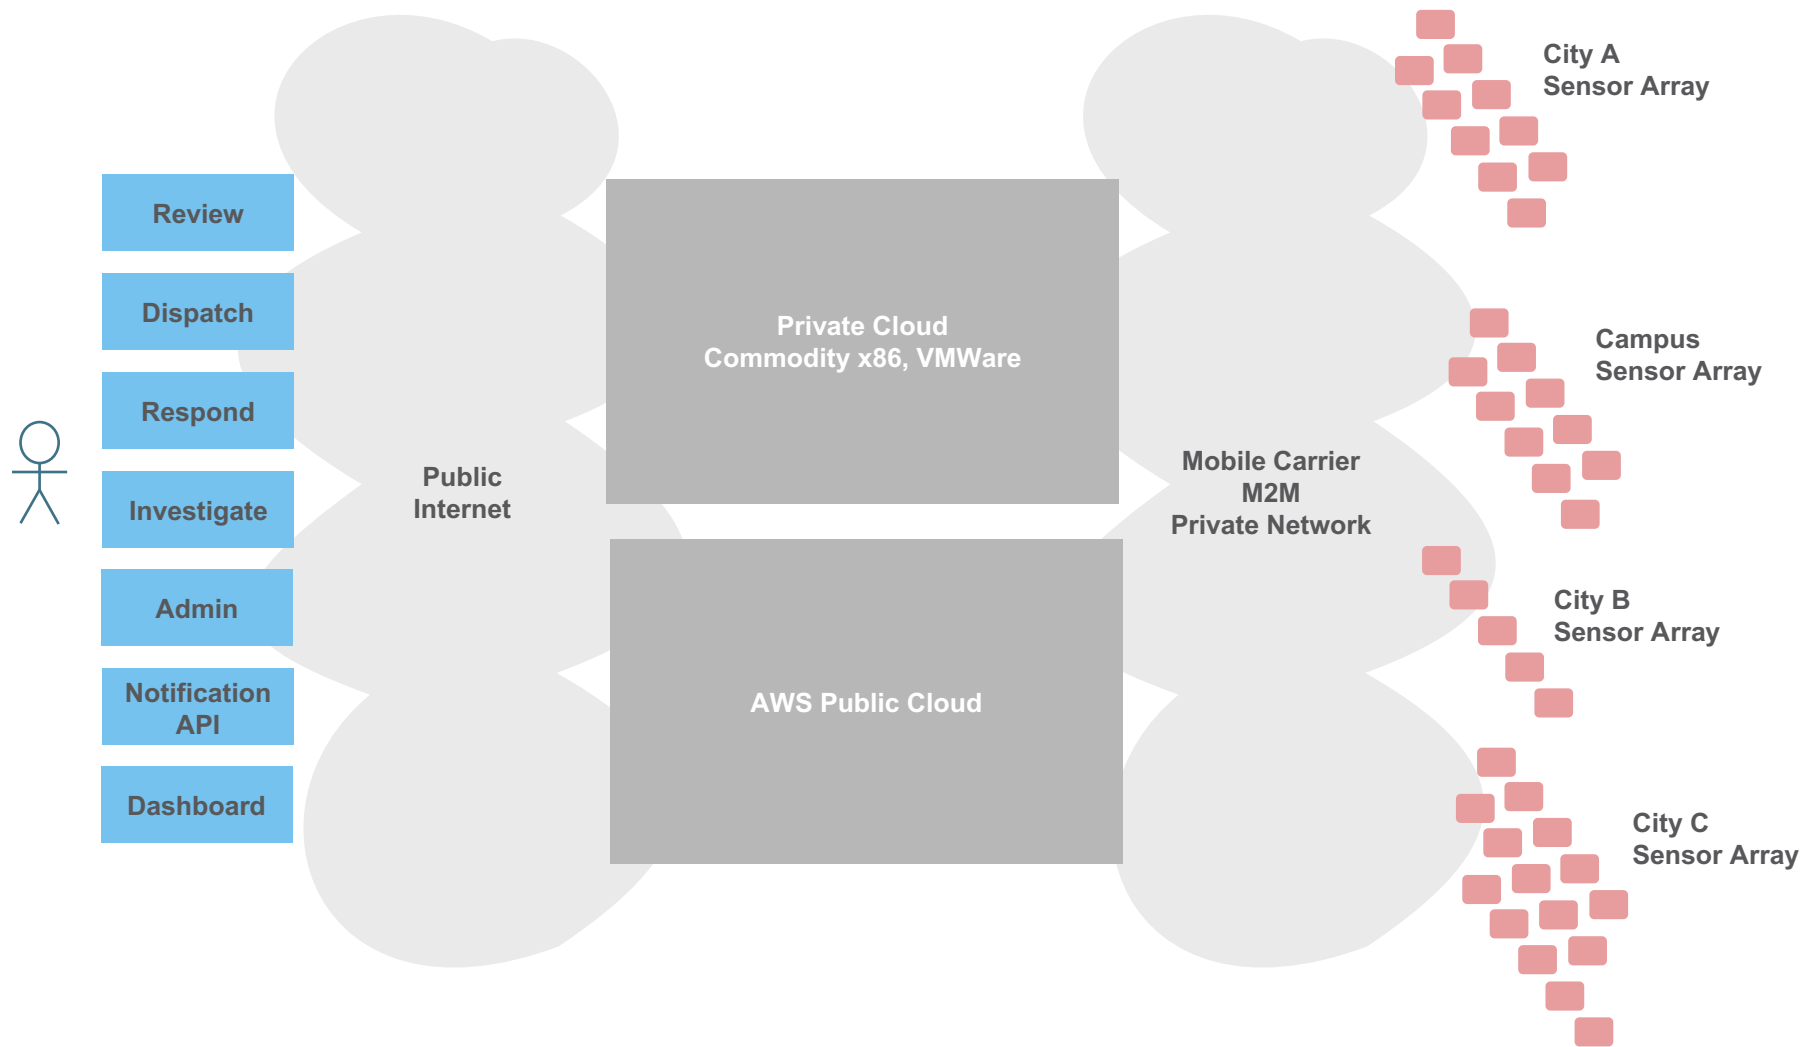 Review
Dispatch
Respond
Investigate
Admin
Notification
API
Dashboard
Public
Internet
Private Cloud
Commodity x86, VMWare
AWS Public Cloud
Mobile Carrier
M2M
Private Network
City A
Sensor Array
Campus
Sensor Array
City B
Sensor Array
City C
Sensor Array